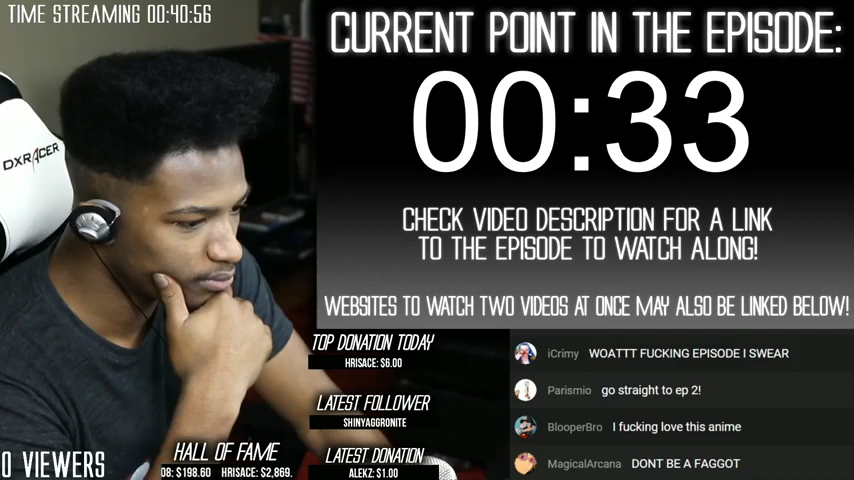 TIME STREAMING 00:40:56
CURRENT POINT IN THE EPISODE:
00:33
DXRACER
CHECK VIDEO DESCRIPTION FOR A LINK
TO THE EPISODE TO WATCH ALONG!
WEBSITES TO WATCH TWO VIDEOS AT ONCE MAY ALSO BE LINKED BELOW!
TOP DONATION TODAY
HRISACE: $6.00
LATEST FOLLOWER
SHINYAGGRONITE
LATEST DONATION
ALEKZ: $1.00
HALL OF FAME
08: $198.60 HRISACE: $2,869.
0 VIEWERS
iCrimy WOATTT FUCKING EPISODE I SWEAR
Parismio go straight to ep 2!
BlooperBro I fucking love this anime
MagicalArcana DONT BE A FAGGOT